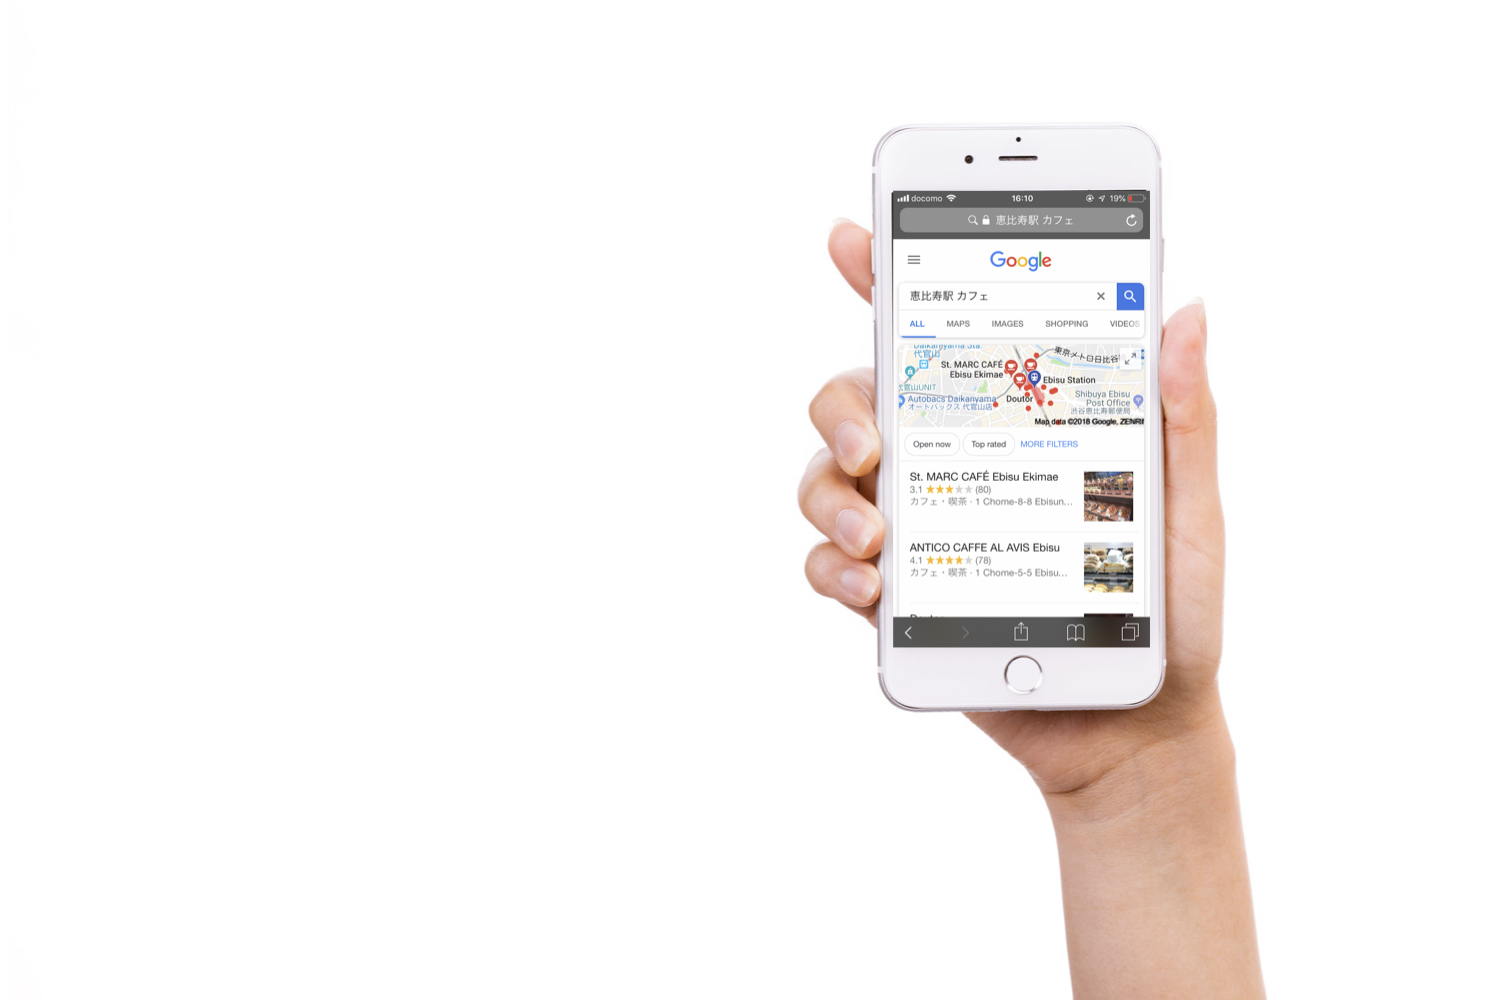 docomo 16:10 19%
恵比寿駅 カフェ
Google
恵比寿駅 カフェ
ALL MAPS IMAGES SHOPPING VIDEOS
Daikanyama Sta.
代官山
東京メトロ日比谷
St. MARC CAFÉ
Ebisu Ekimae
Ebisu Station
代官山UNIT
Autobacs Daikanyama
オートバックス 代官山店
Doutor
Shibuya Ebisu
Post Office
渋谷恵比寿郵便局
Map data ©2018 Google, ZENRI
Open now Top rated MORE FILTERS
St. MARC CAFÉ Ebisu Ekimae
3.1 (80)
カフェ・喫茶 · 1 Chome-8-8 Ebisun...
ANTICO CAFFE AL AVIS Ebisu
4.1 (78)
カフェ・喫茶 · 1 Chome-5-5 Ebisu...
Doutor